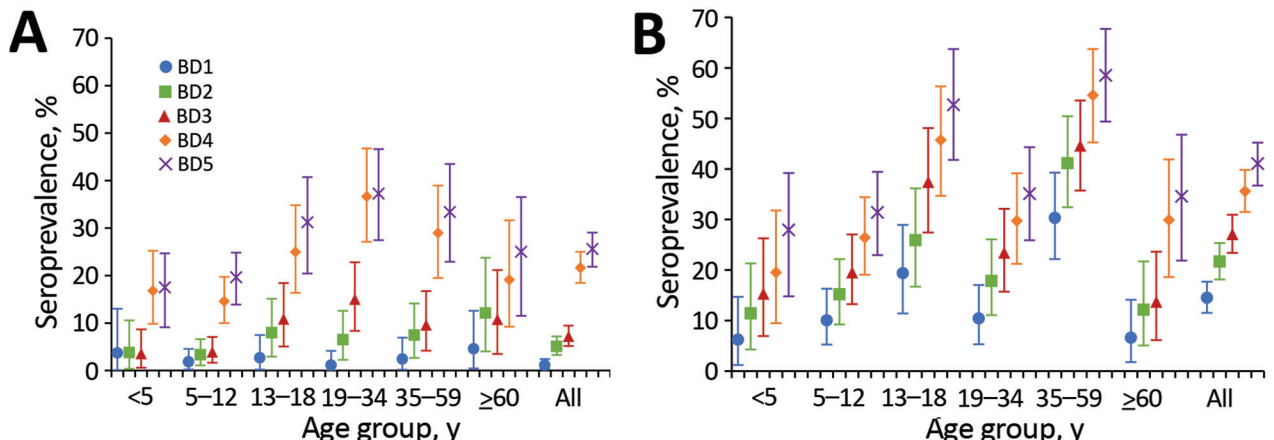 A
Seroprevalence, %
70
60
50
40
30
20
10
0
BD1
BD2
BD3
BD4
BD5
<5 5–12 13–18 19–34 35–59 ≥60 All
Age group, y
B
Seroprevalence, %
70
60
50
40
30
20
10
0
<5 5–12 13–18 19–34 35–59 ≥60 All
Age group, y